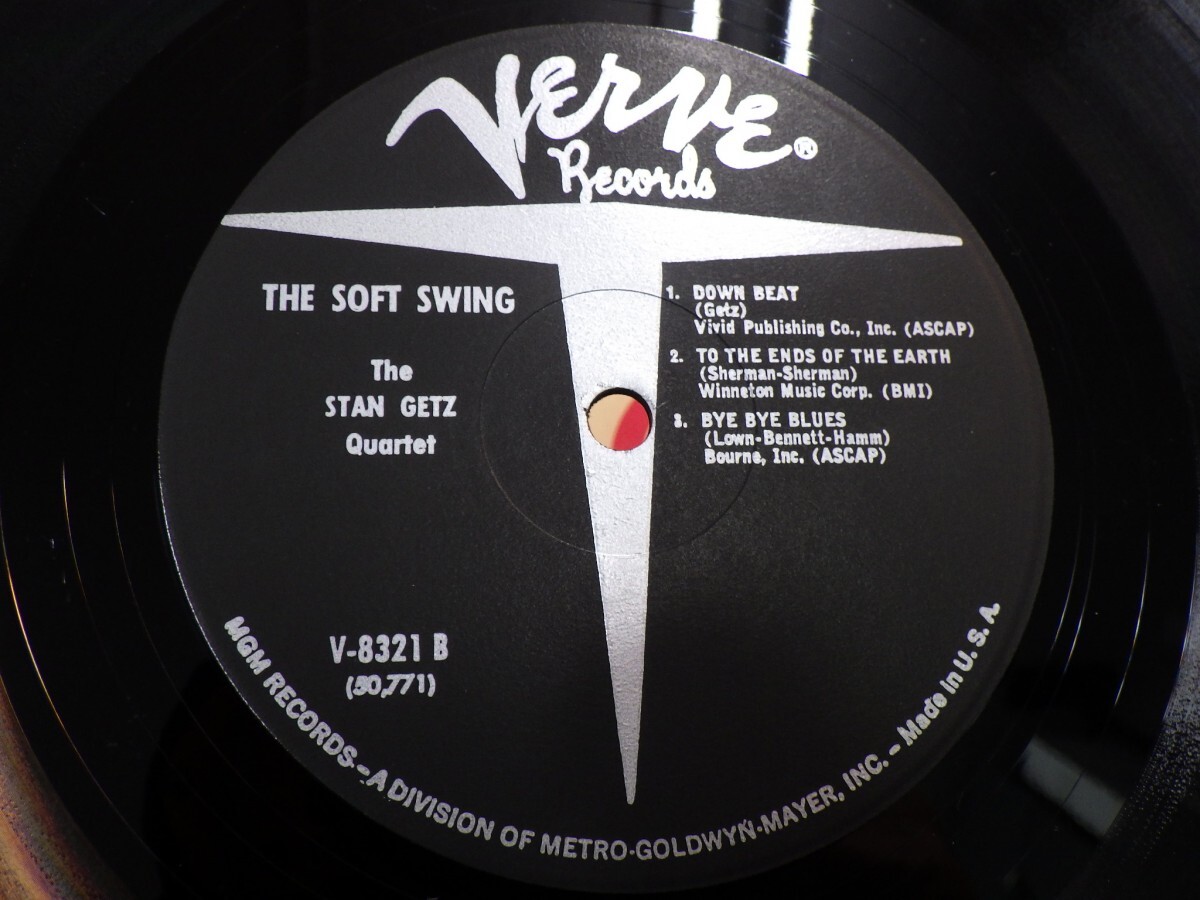 Verve®
Records
THE SOFT SWING
The
STAN GETZ
Quartet
1. DOWN BEAT
(Getz)
Vivid Publishing Co., Inc. (ASCAP)
2. TO THE ENDS OF THE EARTH
(Sherman-Sherman)
Winneton Music Corp. (BMI)
3. BYE BYE BLUES
(Lown-Bennett-Hamm)
Bourne, Inc. (ASCAP)
V-8321 B
(50,771)
MGM RECORDS-A DIVISION OF METRO-GOLDWYN-MAYER, INC. - Made in U. S. A.